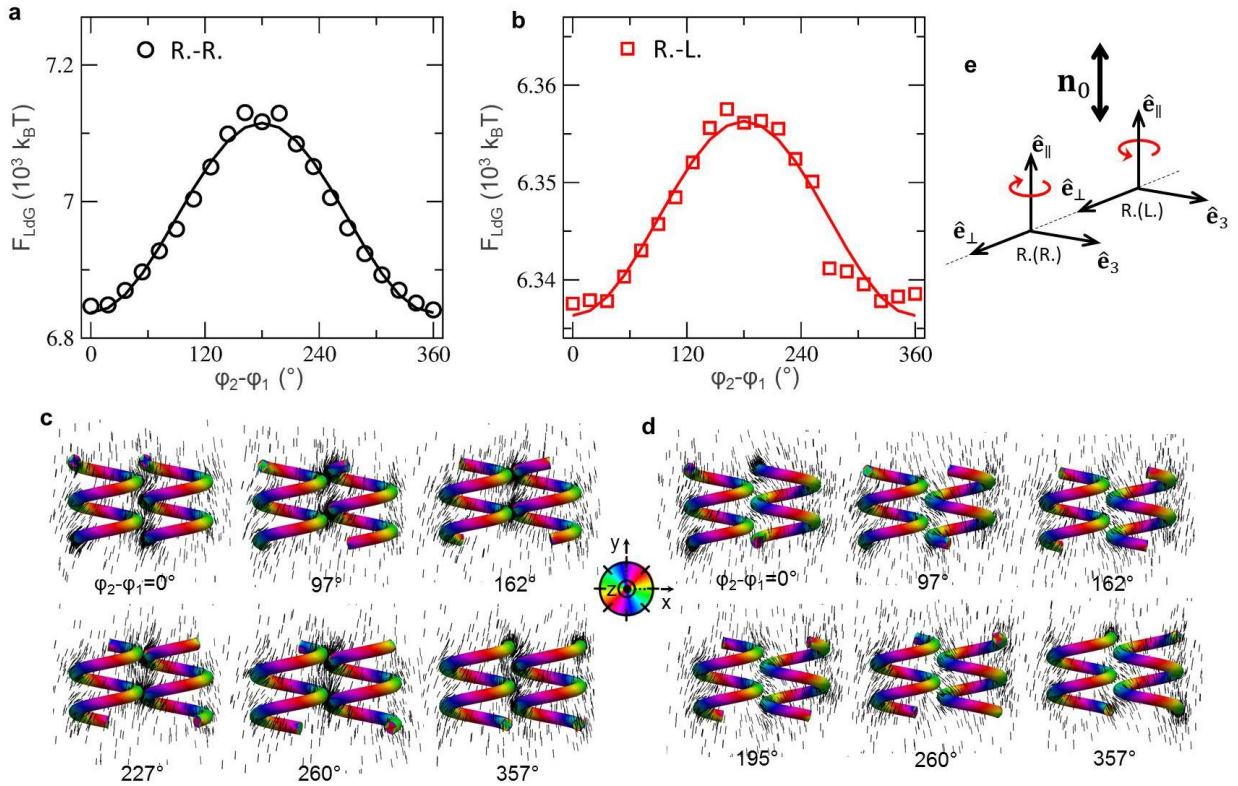 a
R.-R.
F_LdG (10³ k_BT)
7.2
7
6.8
0 120 240 360
φ₂-φ₁ (°)
b
R.-L.
F_LdG (10³ k_BT)
6.36
6.35
6.34
0 120 240 360
φ₂-φ₁ (°)
e
n₀
ê∥
ê∥
ê⊥
ê⊥
R.(L.)
ê₃
R.(R.)
ê₃
c
φ₂-φ₁=0° 97° 162°
227° 260° 357°
y
z
x
d
φ₂-φ₁=0° 97° 162°
195° 260° 357°